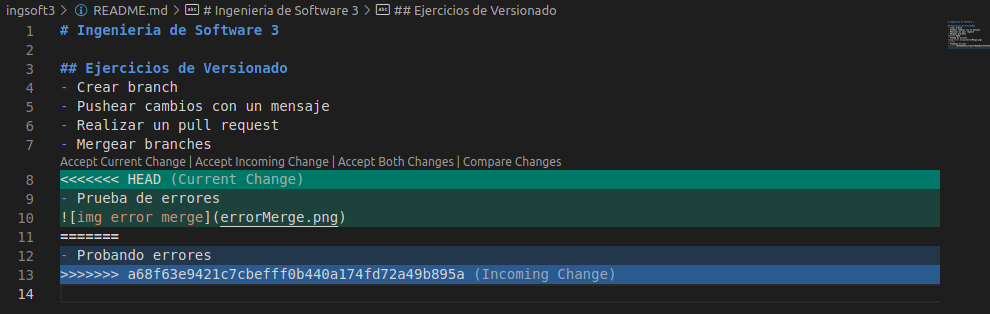 ingsoft3 > README.md > # Ingenieria de Software 3 > ## Ejercicios de Versionado
1 # Ingenieria de Software 3
2
3 ## Ejercicios de Versionado
4 - Crear branch
5 - Pushear cambios con un mensaje
6 - Realizar un pull request
7 - Mergear branches
Accept Current Change | Accept Incoming Change | Accept Both Changes | Compare Changes
8 <<<<<<< HEAD (Current Change)
9 - Prueba de errores
10 ![img error merge](errorMerge.png)
11 =======
12 - Probando errores
13 >>>>>>> a68f63e9421c7cbefff0b440a174fd72a49b895a (Incoming Change)
14